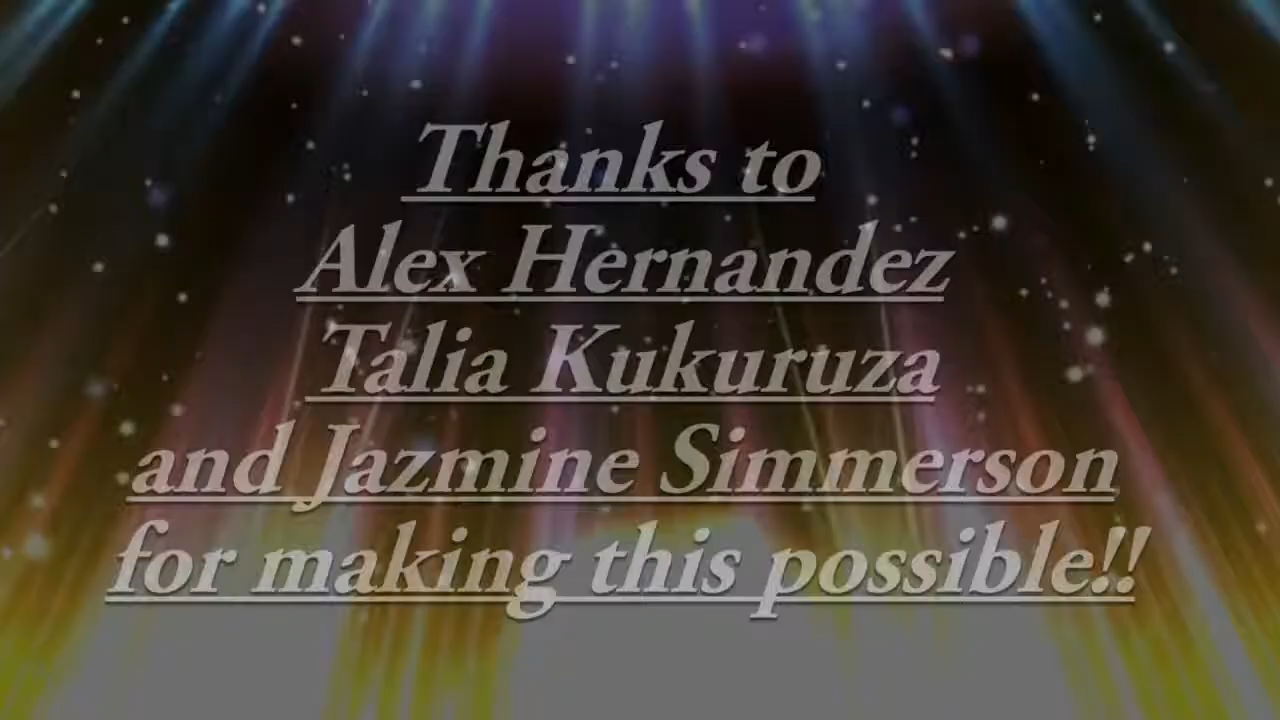 Thanks to
Alex Hernandez
Talia Kukuruza
and Jazmine Simmerson
for making this possible!!